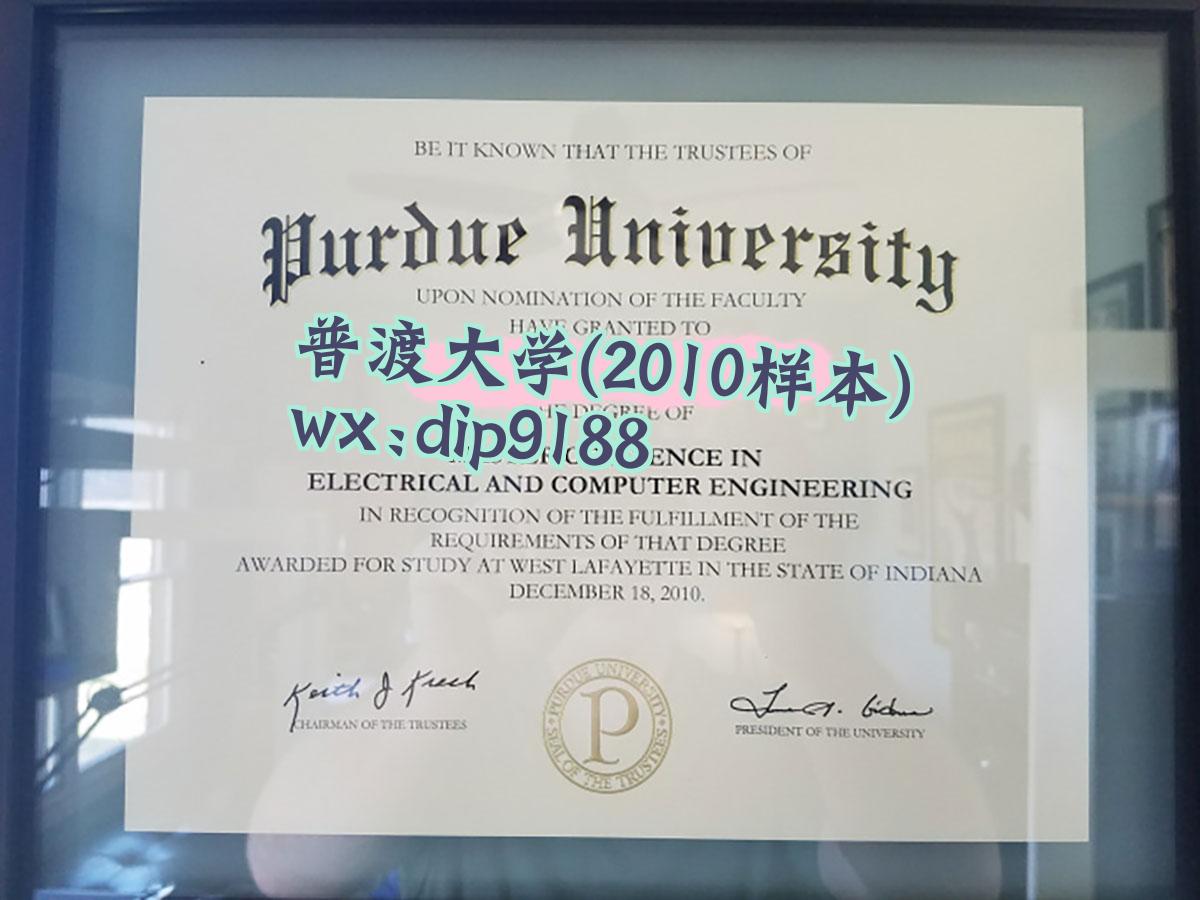 BE IT KNOWN THAT THE TRUSTEES OF
Purdue University
UPON NOMINATION OF THE FACULTY
HAVE GRANTED TO
普渡大学(2010样本)
DEGREE OF
wx:dip9188
IN
ELECTRICAL AND COMPUTER ENGINEERING
IN RECOGNITION OF THE FULFILLMENT OF THE
REQUIREMENTS OF THAT DEGREE
AWARDED FOR STUDY AT WEST LAFAYETTE IN THE STATE OF INDIANA
DECEMBER 18, 2010.
Keith J Krach
CHAIRMAN OF THE TRUSTEES
PURDUE UNIVERSITY
P
SEAL OF THE TRUSTEES
PRESIDENT OF THE UNIVERSITY